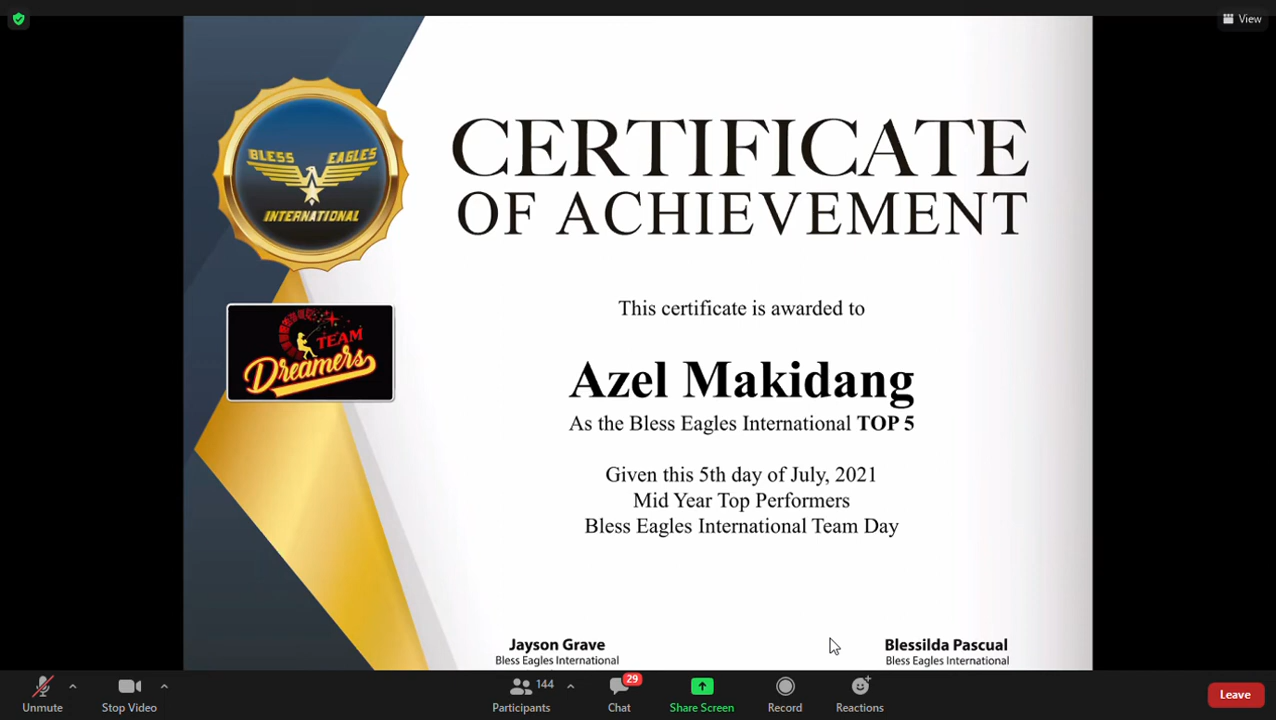 View
BLESS EAGLES
INTERNATIONAL
CERTIFICATE
OF ACHIEVEMENT
This certificate is awarded to
TEAM
Dreamers
Azel Makidang
As the Bless Eagles International TOP 5
Given this 5th day of July, 2021
Mid Year Top Performers
Bless Eagles International Team Day
Jayson Grave
Bless Eagles International
Blessilda Pascual
Bless Eagles International
Unmute
Stop Video
144
Participants
29
Chat
Share Screen
Record
Reactions
Leave